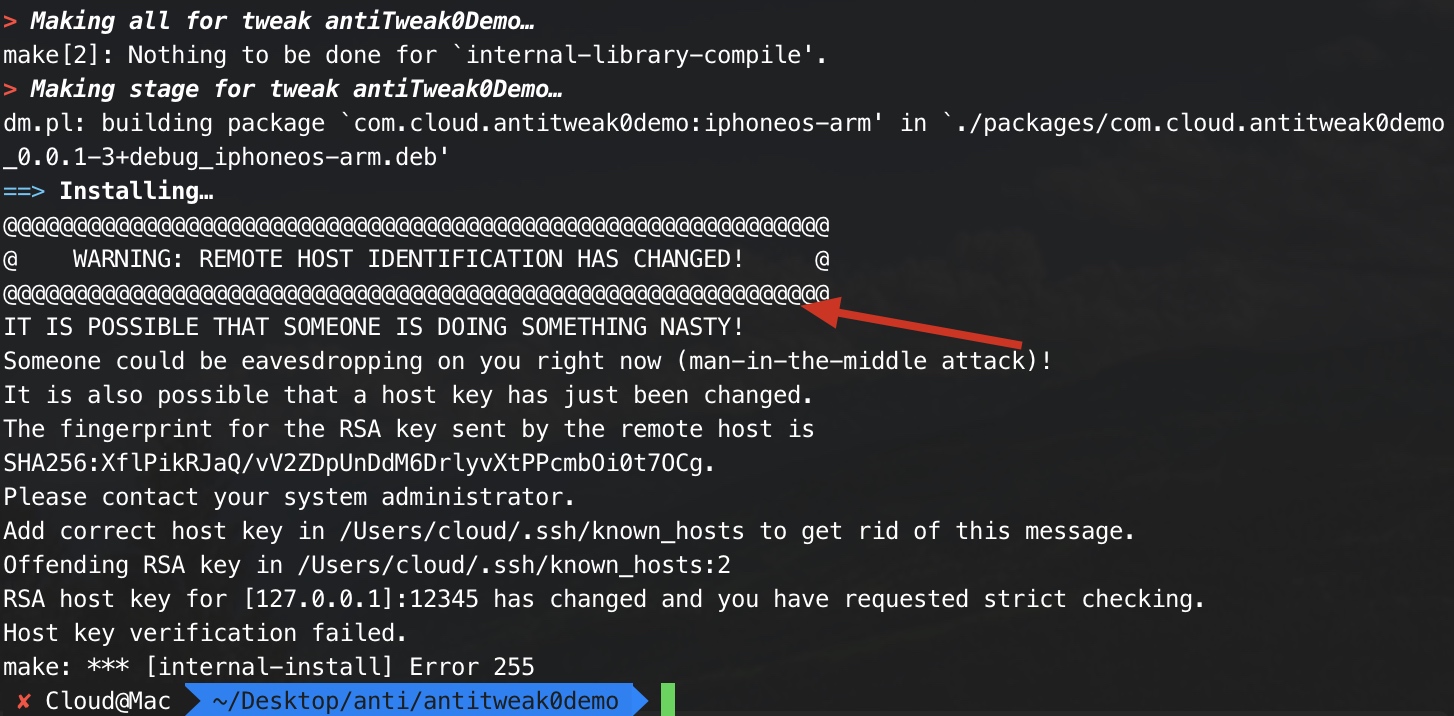 > Making all for tweak antiTweak0Demo…
make[2]: Nothing to be done for `internal-library-compile'.
> Making stage for tweak antiTweak0Demo…
dm.pl: building package `com.cloud.antitweak0demo:iphoneos-arm' in `./packages/com.cloud.antitweak0demo
_0.0.1-3+debug_iphoneos-arm.deb'
==> Installing…
@@@@@@@@@@@@@@@@@@@@@@@@@@@@@@@@@@@@@@@@@@@@@@@@@@@@@@@@@@@
@    WARNING: REMOTE HOST IDENTIFICATION HAS CHANGED!     @
@@@@@@@@@@@@@@@@@@@@@@@@@@@@@@@@@@@@@@@@@@@@@@@@@@@@@@@@@@@
IT IS POSSIBLE THAT SOMEONE IS DOING SOMETHING NASTY!
Someone could be eavesdropping on you right now (man-in-the-middle attack)!
It is also possible that a host key has just been changed.
The fingerprint for the RSA key sent by the remote host is
SHA256:XflPikRJaQ/vV2ZDpUnDdM6DrlyvXtPPcmbOi0t7OCg.
Please contact your system administrator.
Add correct host key in /Users/cloud/.ssh/known_hosts to get rid of this message.
Offending RSA key in /Users/cloud/.ssh/known_hosts:2
RSA host key for [127.0.0.1]:12345 has changed and you have requested strict checking.
Host key verification failed.
make: *** [internal-install] Error 255
✘ Cloud@Mac ~/Desktop/anti/antitweak0demo